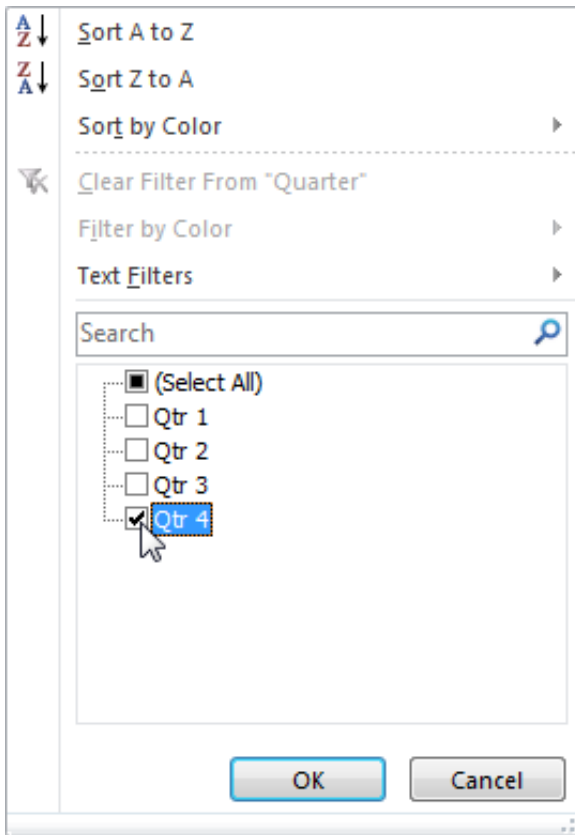 Sort A to Z
Sort Z to A
Sort by Color
Clear Filter From "Quarter"
Filter by Color
Text Filters
Search
(Select All)
Qtr 1
Qtr 2
Qtr 3
Qtr 4
OK Cancel